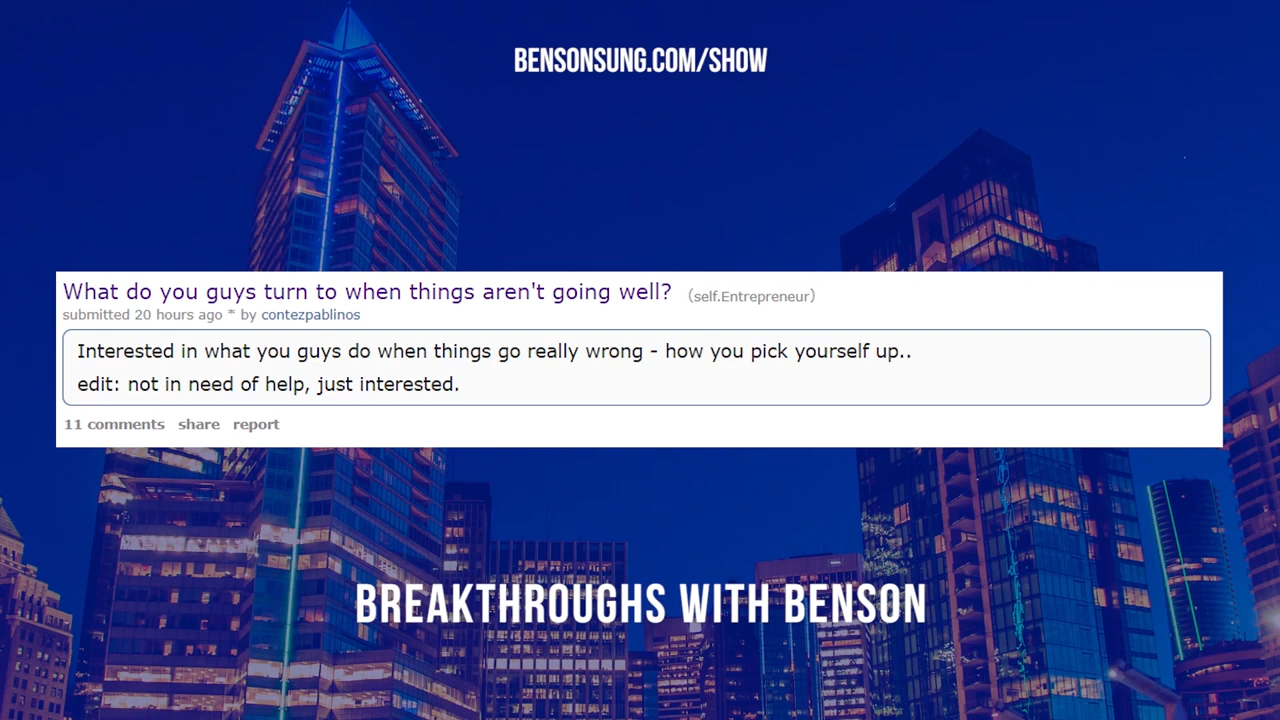 BENSONSUNG.COM/SHOW
What do you guys turn to when things aren't going well? (self.Entrepreneur)
submitted 20 hours ago * by contezpablinos
Interested in what you guys do when things go really wrong - how you pick yourself up..
edit: not in need of help, just interested.
11 comments share report
BREAKTHROUGHS WITH BENSON